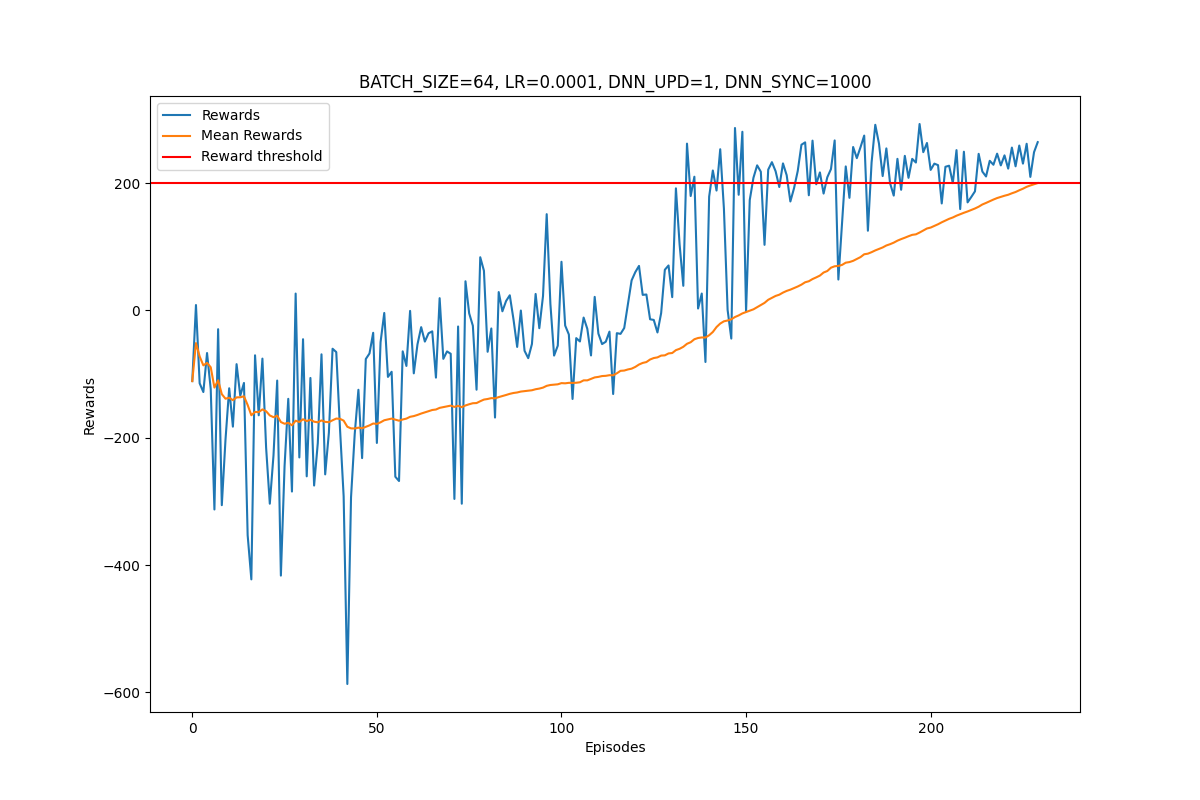 BATCH_SIZE=64, LR=0.0001, DNN_UPD=1, DNN_SYNC=1000
Rewards
Mean Rewards
Reward threshold
200
0
−200
−400
−600
Rewards
0
50
100
150
200
Episodes